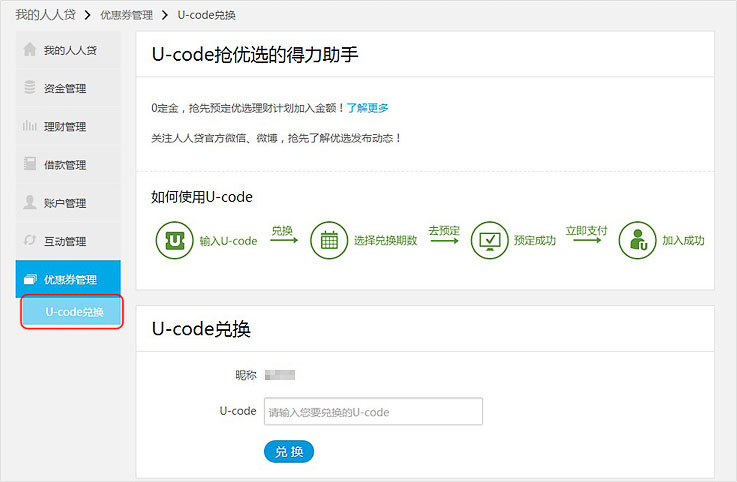 我的人人贷 > 优惠券管理 > U-code兑换
我的人人贷
资金管理
理财管理
借款管理
账户管理
互动管理
优惠券管理
U-code兑换
U-code抢优选的得力助手
0定金，抢先预定优选理财计划加入金额！了解更多
关注人人贷官方微信、微博，抢先了解优选发布动态！
如何使用U-code
输入U-code 兑换 选择兑换期数 去预定 预定成功 立即支付 加入成功
U-code兑换
昵称
U-code 请输入您要兑换的U-code
兑 换